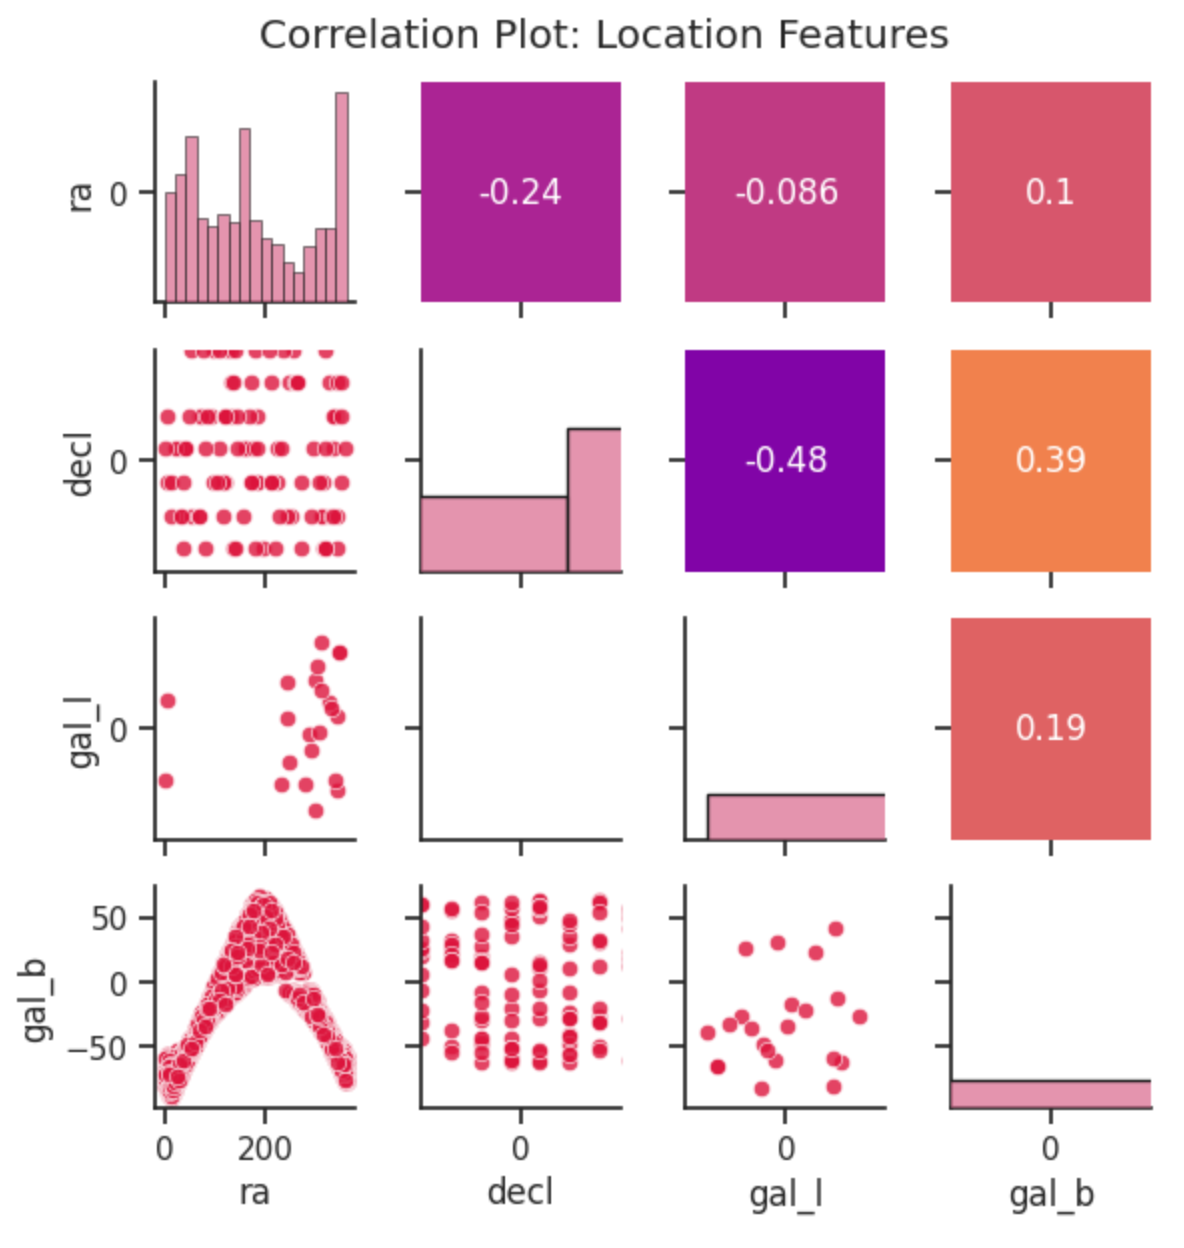 Correlation Plot: Location Features
ra
0
-0.24
-0.086
0.1
decl
0
-0.48
0.39
gal_l
0
0.19
gal_b
50
0
−50
0
200
0
0
0
ra
decl
gal_l
gal_b